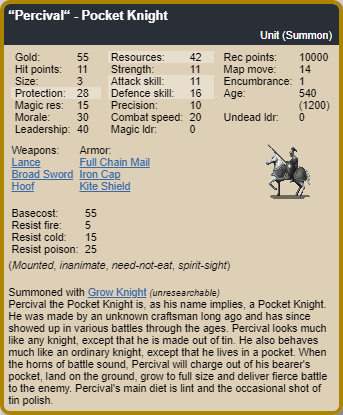 “Percival“ - Pocket Knight
Unit (Summon)
Gold: 55 Resources: 42 Rec points: 10000
Hit points: 11 Strength: 11 Map move: 14
Size: 3 Attack skill: 11 Encumbrance: 1
Protection: 28 Defence skill: 16 Age: 540
Magic res: 15 Precision: 10 (1200)
Morale: 30 Combat speed: 20 Undead ldr: 0
Leadership: 40 Magic ldr: 0
Weapons: Armor:
Lance Full Chain Mail
Broad Sword Iron Cap
Hoof Kite Shield
Basecost: 55
Resist fire: 5
Resist cold: 15
Resist poison: 25
(Mounted, inanimate, need-not-eat, spirit-sight)
Summoned with Grow Knight (unresearchable)
Percival the Pocket Knight is, as his name implies, a Pocket Knight.
He was made by an unknown craftsman long ago and has since
showed up in various battles through the ages. Percival looks much
like any knight, except that he is made out of tin. He also behaves
much like an ordinary knight, except that he lives in a pocket. When
the horns of battle sound, Percival will charge out of his bearer's
pocket, land on the ground, grow to full size and deliver fierce battle
to the enemy. Percival's main diet is lint and the occasional shot of
tin polish.